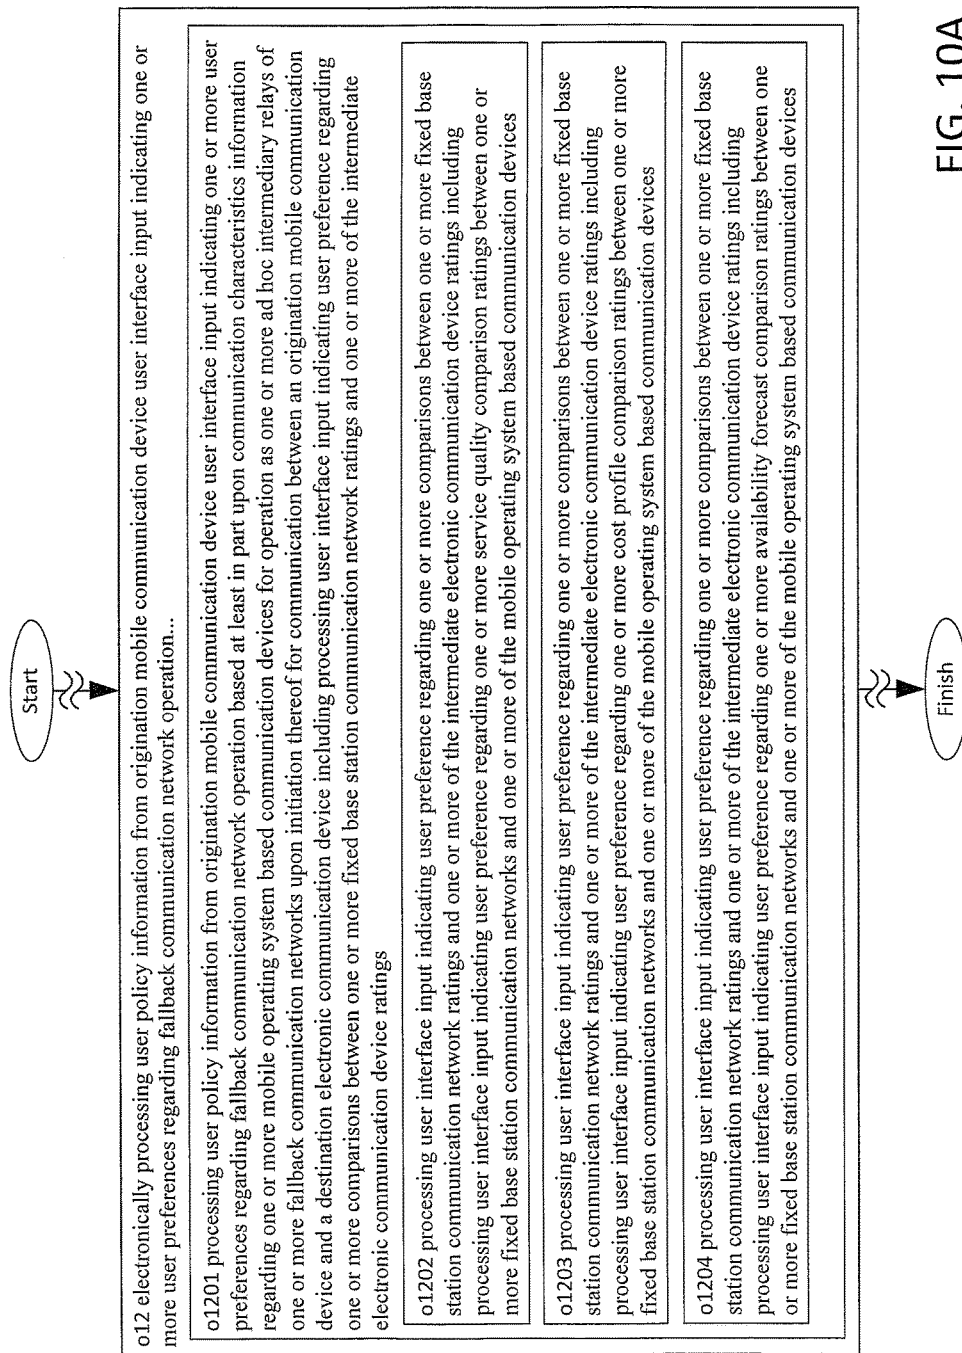 Start
o12 electronically processing user policy information from origination mobile communication device user interface input indicating one or
more user preferences regarding fallback communication network operation...
o1201 processing user policy information from origination mobile communication device user interface input indicating one or more user
preferences regarding fallback communication network operation based at least in part upon communication characteristics information
regarding one or more mobile operating system based communication devices for operation as one or more ad hoc intermediary relays of
one or more fallback communication networks upon initiation thereof for communication between an origination mobile communication
device and a destination electronic communication device including processing user interface input indicating user preference regarding
one or more comparisons between one or more fixed base station communication network ratings and one or more of the intermediate
electronic communication device ratings
o1202 processing user interface input indicating user preference regarding one or more comparisons between one or more fixed base
station communication network ratings and one or more of the intermediate electronic communication device ratings including
processing user interface input indicating user preference regarding one or more service quality comparison ratings between one or
more fixed base station communication networks and one or more of the mobile operating system based communication devices
o1203 processing user interface input indicating user preference regarding one or more comparisons between one or more fixed base
station communication network ratings and one or more of the intermediate electronic communication device ratings including
processing user interface input indicating user preference regarding one or more cost profile comparison ratings between one or more
fixed base station communication networks and one or more of the mobile operating system based communication devices
o1204 processing user interface input indicating user preference regarding one or more comparisons between one or more fixed base
station communication network ratings and one or more of the intermediate electronic communication device ratings including
processing user interface input indicating user preference regarding one or more availability forecast comparison ratings between one
or more fixed base station communication networks and one or more of the mobile operating system based communication devices
Finish
FIG. 10A